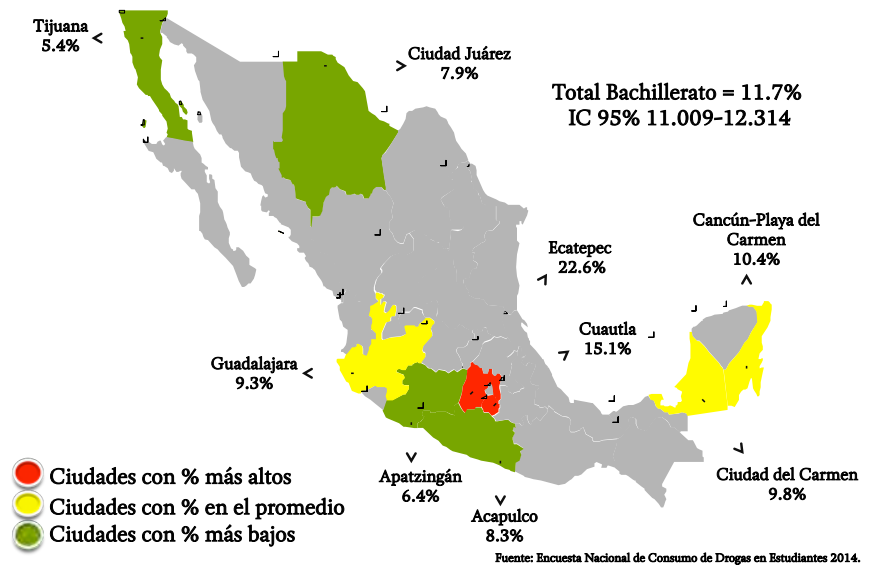 Tijuana
5.4%
Ciudad Juárez
7.9%
Total Bachillerato = 11.7%
IC 95% 11.009-12.314
Cancún-Playa del
Carmen
10.4%
Ecatepec
22.6%
Cuautla
15.1%
Guadalajara
9.3%
Ciudad del Carmen
9.8%
Apatzingán
6.4%
Acapulco
8.3%
Ciudades con % más altos
Ciudades con % en el promedio
Ciudades con % más bajos
Fuente: Encuesta Nacional de Consumo de Drogas en Estudiantes 2014.